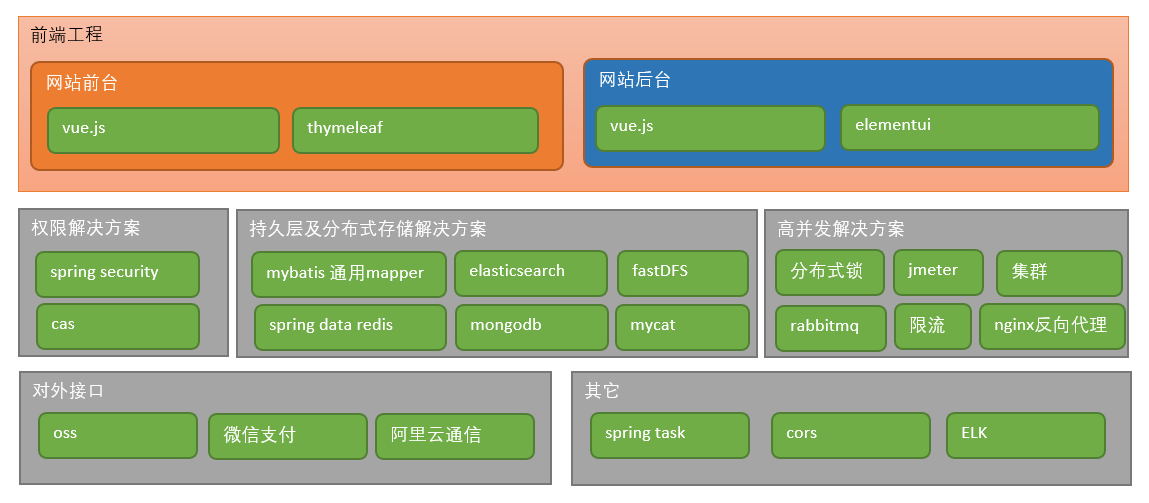 前端工程
网站前台
vue.js
thymeleaf
网站后台
vue.js
elementui
权限解决方案
spring security
cas
持久层及分布式存储解决方案
mybatis 通用mapper
elasticsearch
fastDFS
spring data redis
mongodb
mycat
高并发解决方案
分布式锁
jmeter
集群
rabbitmq
限流
nginx反向代理
对外接口
oss
微信支付
阿里云通信
其它
spring task
cors
ELK